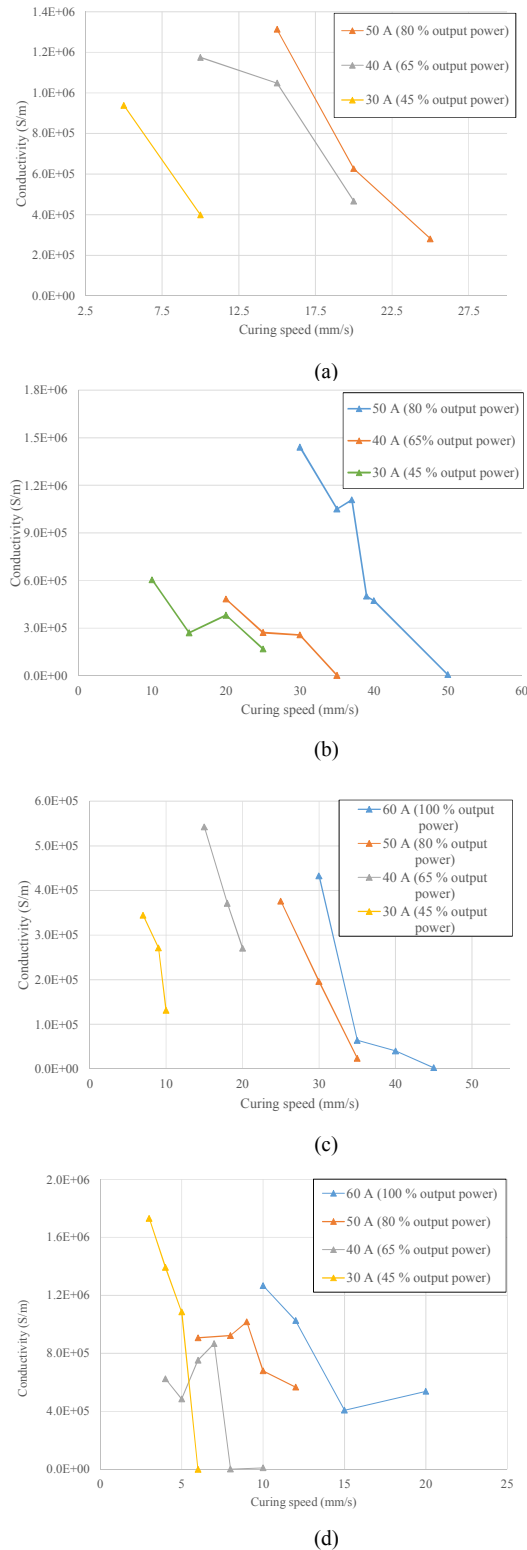 1.4E+06
1.2E+06
1.0E+06
8.0E+05
6.0E+05
4.0E+05
2.0E+05
0.0E+00
Conductivity (S/m)
50 A (80 % output power)
40 A (65 % output power)
30 A (45 % output power)
2.5 7.5 12.5 17.5 22.5 27.5
Curing speed (mm/s)
(a)
1.8E+06
1.5E+06
1.2E+06
9.0E+05
6.0E+05
3.0E+05
0.0E+00
Conductivity (S/m)
50 A (80 % output power)
40 A (65% output power)
30 A (45 % output power)
0 10 20 30 40 50 60
Curing speed (mm/s)
(b)
6.0E+05
5.0E+05
4.0E+05
3.0E+05
2.0E+05
1.0E+05
0.0E+00
Conductivity (S/m)
60 A (100 % output
power)
50 A (80 % output
power)
40 A (65 % output
power)
30 A (45 % output
power)
0 10 20 30 40 50
Curing speed (mm/s)
(c)
2.0E+06
1.6E+06
1.2E+06
8.0E+05
4.0E+05
0.0E+00
Conductivity (S/m)
60 A (100 % output power)
50 A (80 % output power)
40 A (65 % output power)
30 A (45 % output power)
0 5 10 15 20 25
Curing speed (mm/s)
(d)